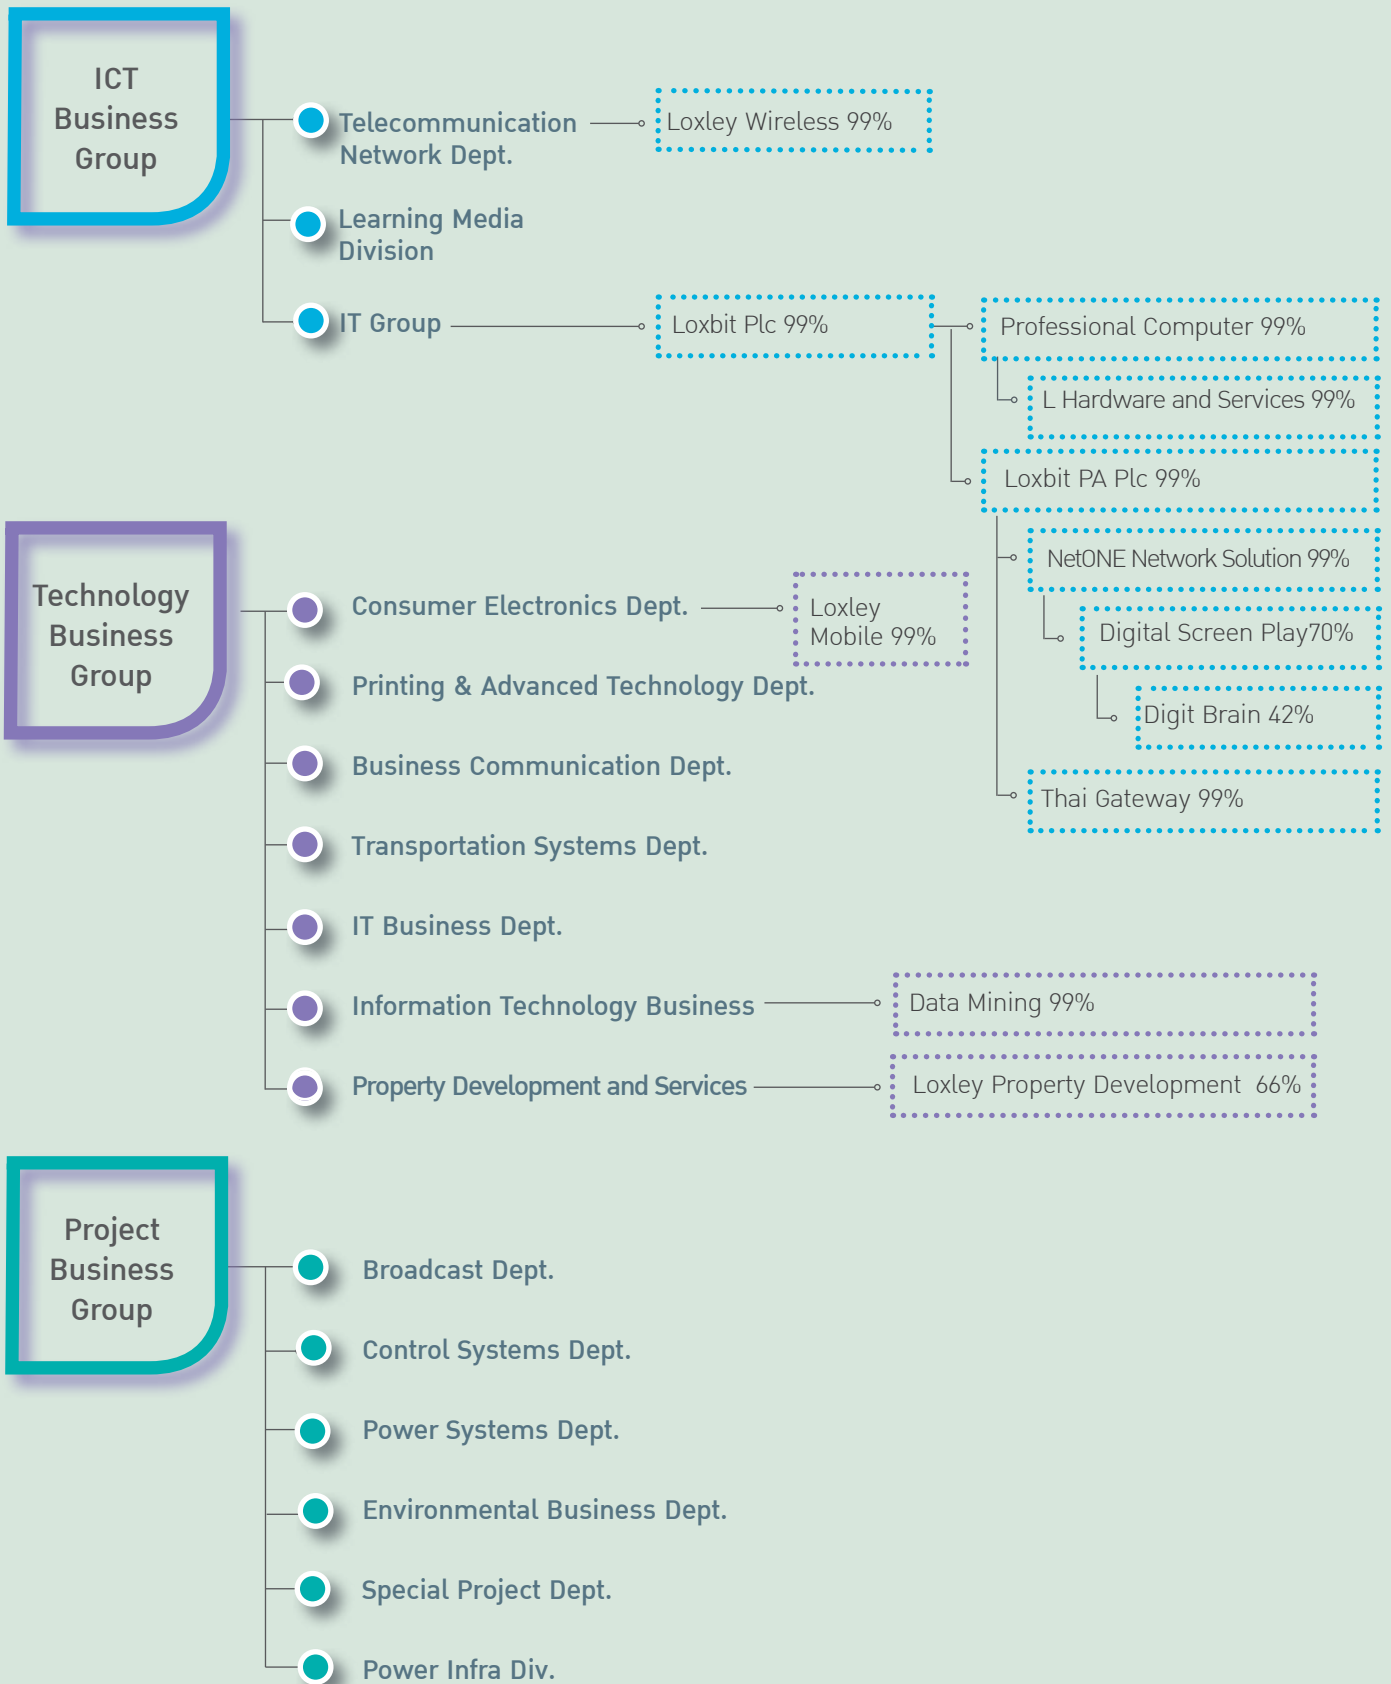 ICT
Business
Group
Telecommunication
Network Dept.
Loxley Wireless 99%
Learning Media
Division
IT Group
Loxbit Plc 99%
Professional Computer 99%
L Hardware and Services 99%
Loxbit PA Plc 99%
NetONE Network Solution 99%
Digital Screen Play70%
Digit Brain 42%
Thai Gateway 99%
Technology
Business
Group
Consumer Electronics Dept.
Loxley
Mobile 99%
Printing & Advanced Technology Dept.
Business Communication Dept.
Transportation Systems Dept.
IT Business Dept.
Information Technology Business
Data Mining 99%
Property Development and Services
Loxley Property Development 66%
Project
Business
Group
Broadcast Dept.
Control Systems Dept.
Power Systems Dept.
Environmental Business Dept.
Special Project Dept.
Power Infra Div.